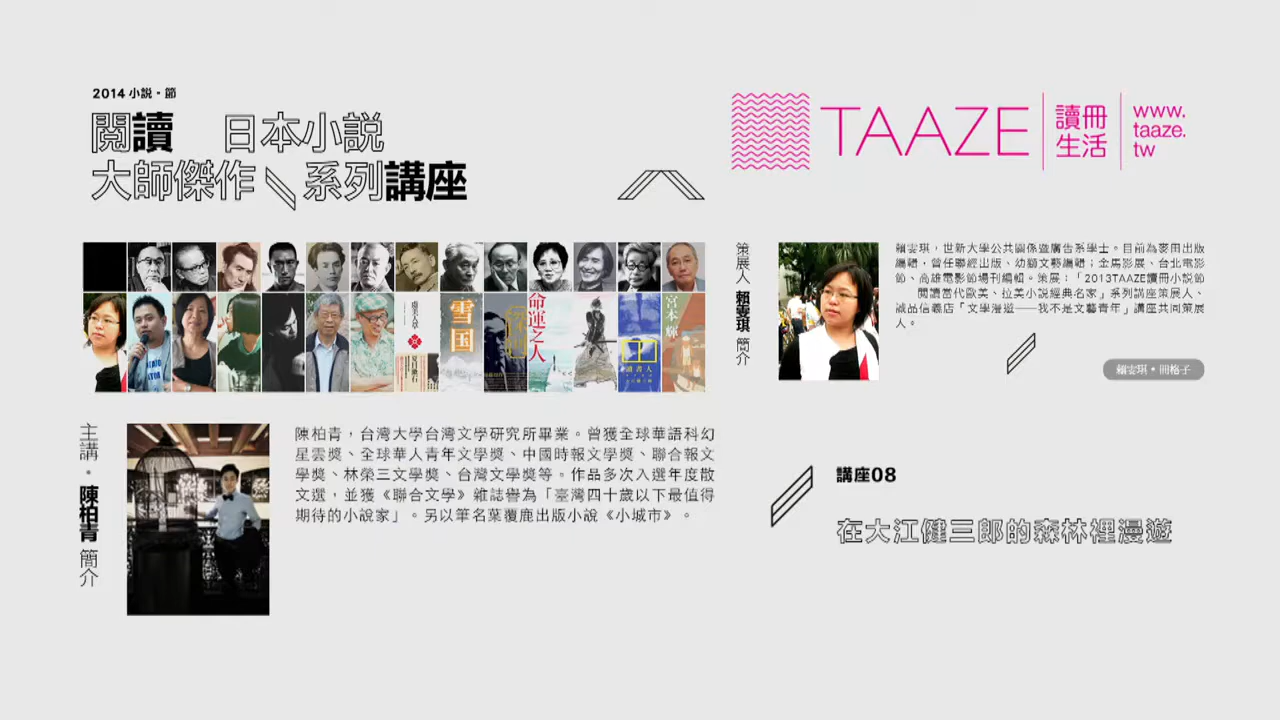 2014 小説・節
閱讀 日本小説
大師傑作 系列講座
TAAZE
讀冊
生活
www.
taaze.
tw
雪国
命運之人
宮本輝
策展人 賴雯琪 簡介
賴雯琪，世新大學公共關係暨廣告系學士。目前為麥田出版
編輯，曾任聯經出版、幼獅文藝編輯；金馬影展、台北電影
節、高雄電影節場刊編輯。策展：「2013TAAZE讀冊小說節
閱讀當代歐美、拉美小說經典名家」系列講座策展人、
誠品信義店「文學漫遊──我不是文藝青年」講座共同策展
人。
賴雯琪・冊格子
主講・陳柏青 簡介
陳柏青，台灣大學台灣文學研究所畢業。曾獲全球華語科幻
星雲獎、全球華人青年文學獎、中國時報文學獎、聯合報文
學獎、林榮三文學獎、台灣文學獎等。作品多次入選年度散
文選，並獲《聯合文學》雜誌譽為「臺灣四十歲以下最值得
期待的小說家」。另以筆名葉覆鹿出版小說《小城市》。
講座08
在大江健三郎的森林裡漫遊